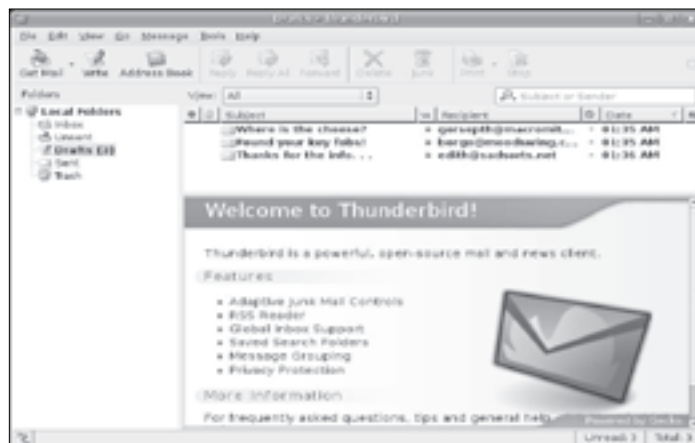 Drafts - Thunderbird
File Edit View Go Message Tools Help
Get Mail Write Address Book Reply Reply All Forward Delete Junk Print Stop
Folders
View: All
Subject or Sender
Local Folders
Inbox
Unsent
Drafts (3)
Sent
Trash
Subject Recipient Date
Where is the cheese? 01:35 AM
Found your key fobs! 01:35 AM
Thanks for the info. . . 01:36 AM
Welcome to Thunderbird!
Thunderbird is a powerful, open-source mail and news client.
Features
Adaptive Junk Mail Controls
RSS Reader
Global Inbox Support
Saved Search Folders
Message Grouping
Privacy Protection
More Information
For frequently asked questions, tips and general help
Powered by Gecko
Unread: 3 Total: 3